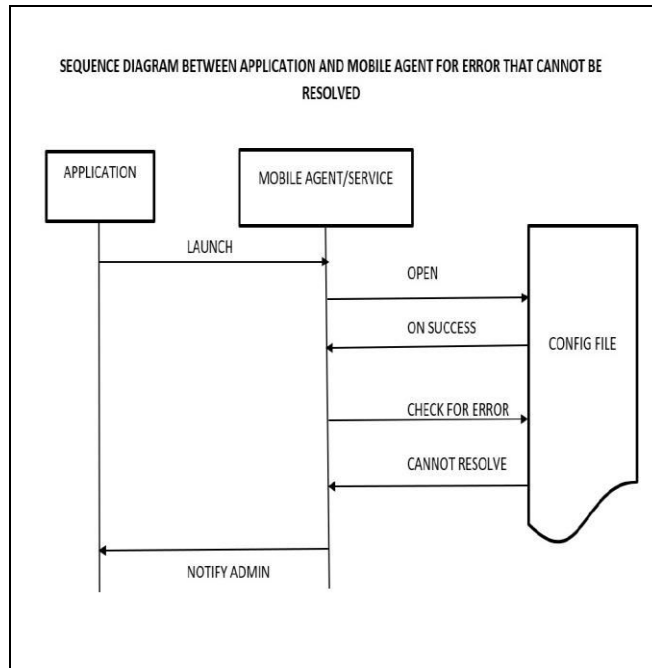 SEQUENCE DIAGRAM BETWEEN APPLICATION AND MOBILE AGENT FOR ERROR THAT CANNOT BE
RESOLVED
APPLICATION
MOBILE AGENT/SERVICE
LAUNCH
OPEN
ON SUCCESS
CONFIG FILE
CHECK FOR ERROR
CANNOT RESOLVE
NOTIFY ADMIN